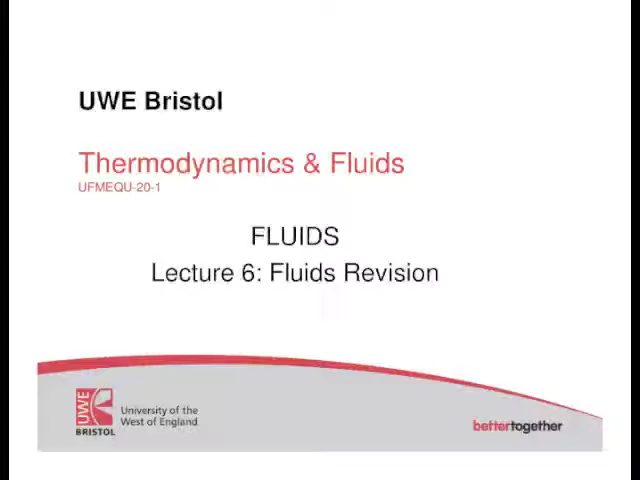 UWE Bristol
Thermodynamics & Fluids
UFMEQU-20-1
FLUIDS
Lecture 6: Fluids Revision
UWE
BRISTOL
University of the
West of England
bettertogether